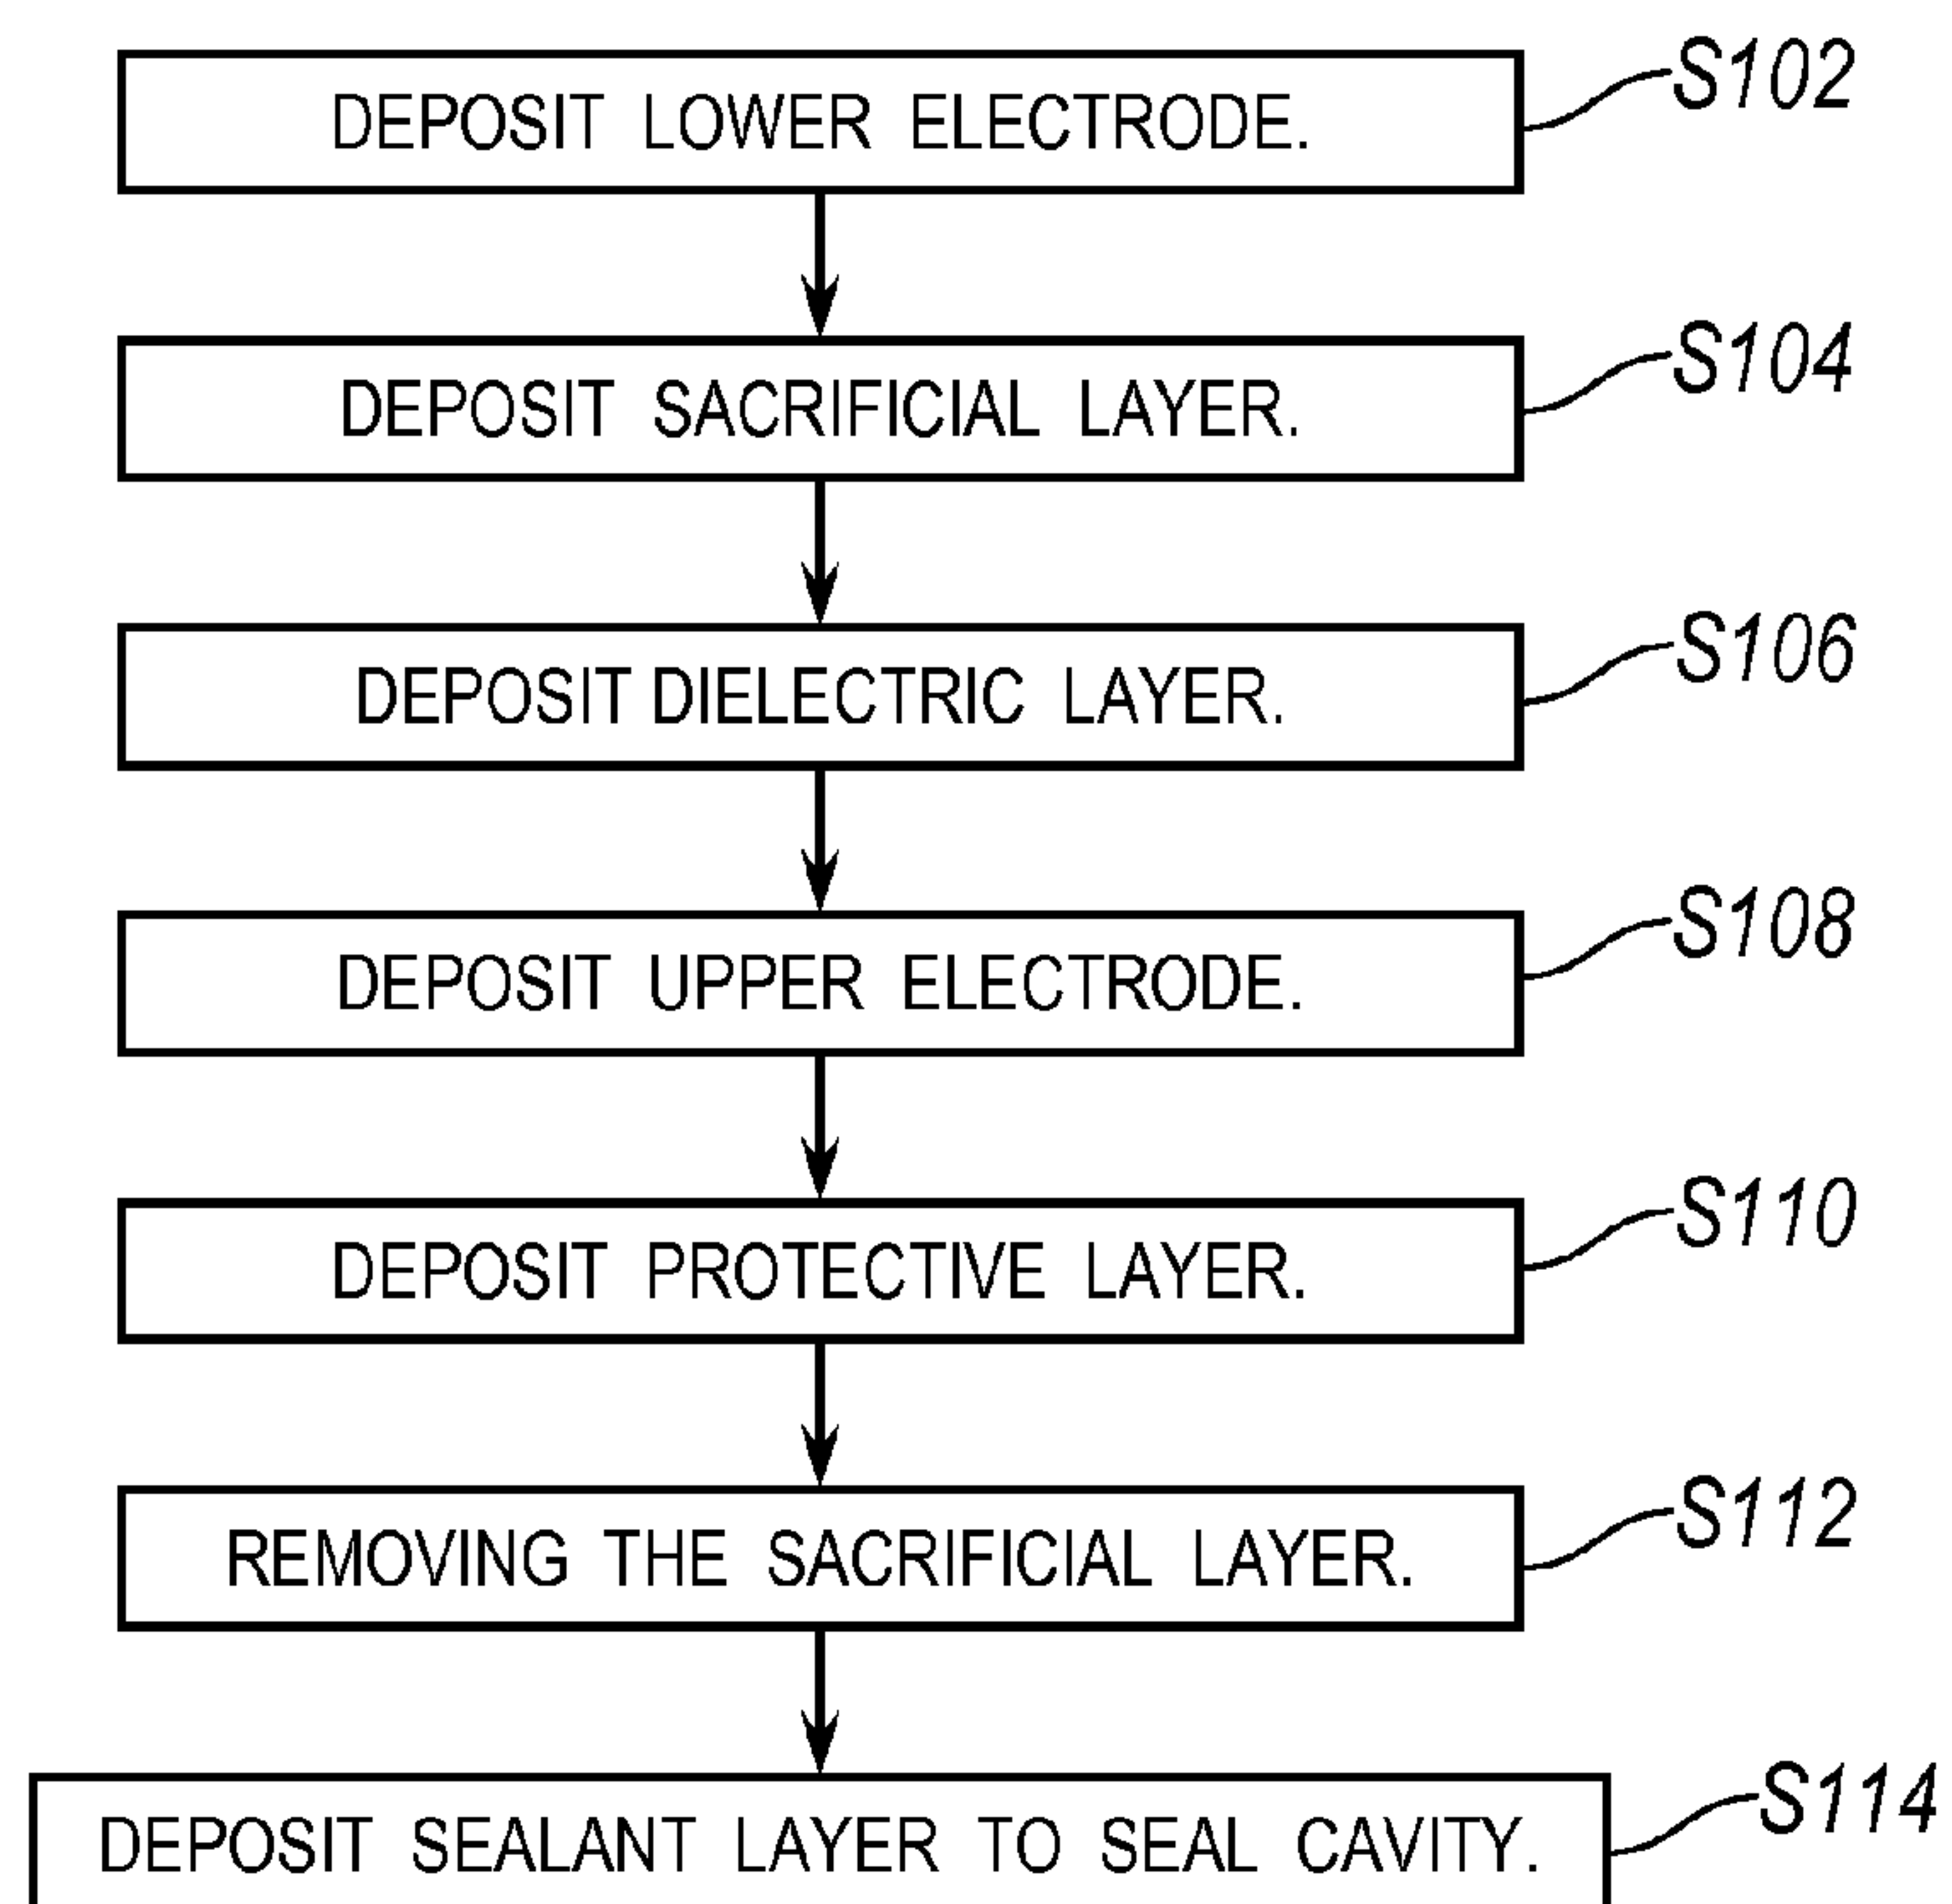 DEPOSIT LOWER ELECTRODE. S102
DEPOSIT SACRIFICIAL LAYER. S104
DEPOSIT DIELECTRIC LAYER. S106
DEPOSIT UPPER ELECTRODE. S108
DEPOSIT PROTECTIVE LAYER. S110
REMOVING THE SACRIFICIAL LAYER. S112
DEPOSIT SEALANT LAYER TO SEAL CAVITY. S114